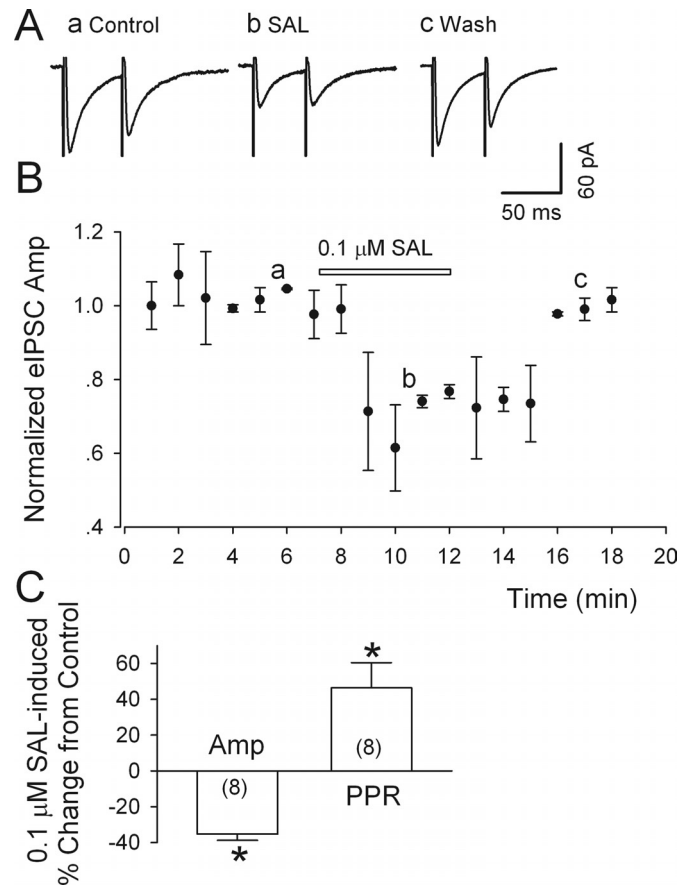 A
a Control
b SAL
c Wash
60 pA
50 ms
B
Normalized eIPSC Amp
1.2
1.0
.8
.6
.4
0.1 μM SAL
a
b
c
0 2 4 6 8 10 12 14 16 18 20
Time (min)
C
0.1 μM SAL-induced
% Change from Control
60
40
20
0
-20
-40
Amp
(8)
*
*
(8)
PPR